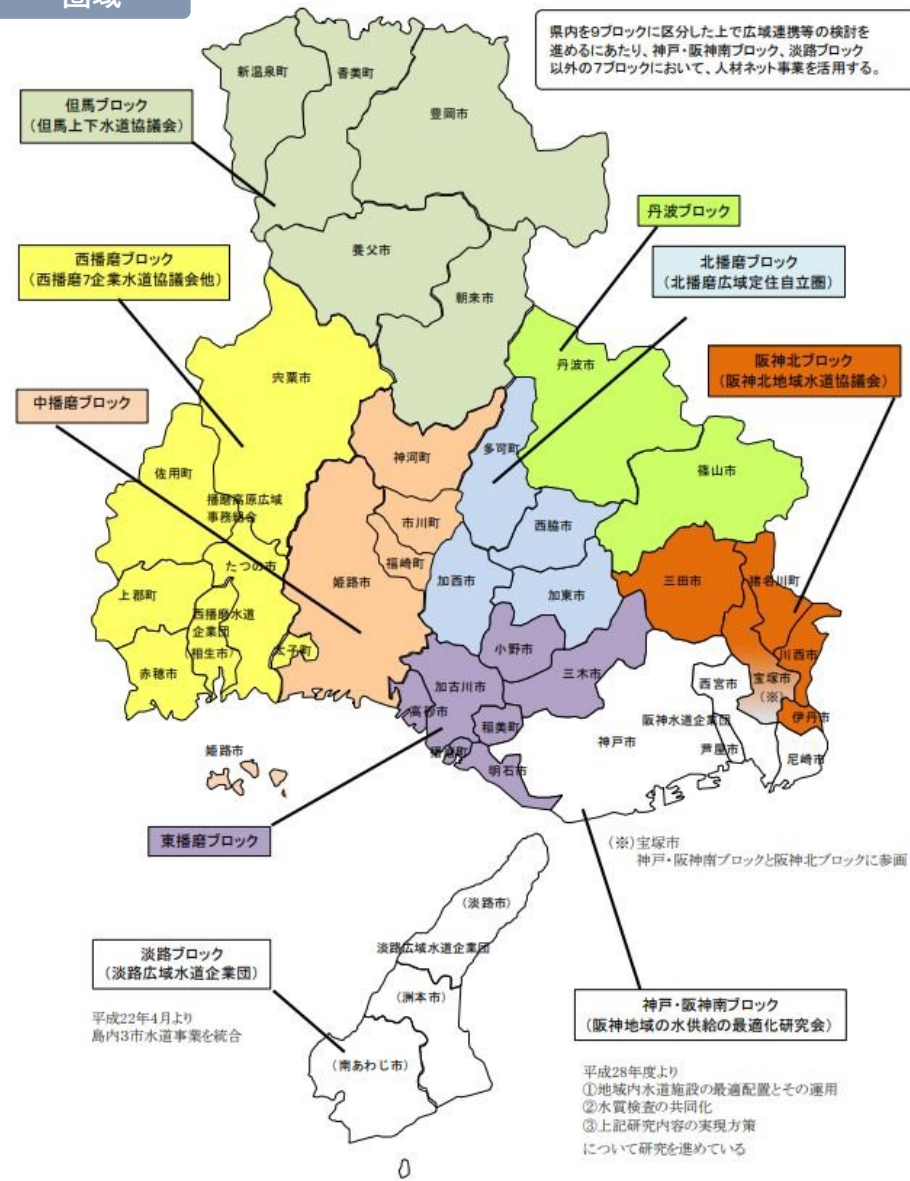 圏域
県内を9ブロックに区分した上で広域連携等の検討を
進めるにあたり、神戸・阪神南ブロック、淡路ブロック
以外の7ブロックにおいて、人材ネット事業を活用する。
新温泉町
香美町
豊岡市
但馬ブロック
(但馬上下水道協議会)
養父市
朝来市
丹波ブロック
西播磨ブロック
(西播磨7企業水道協議会他)
北播磨ブロック
(北播磨広域定住自立圏)
阪神北ブロック
(阪神北地域水道協議会)
中播磨ブロック
宍粟市
丹波市
神河町
多可町
篠山市
佐用町
播磨高原広域
事務組合
市川町
西脇市
福崎町
たつの市
姫路市
加西市
加東市
三田市
猪名川町
上郡町
西播磨水道
企業団
(相生市)
太子町
赤穂市
小野市
三木市
川西市
宝塚市
(※)
西宮市
加古川市
高砂市
稲美町
播磨町
明石市
神戸市
阪神水道企業団
芦屋市
伊丹市
尼崎市
姫路市
東播磨ブロック
(※)宝塚市
神戸・阪神南ブロックと阪神北ブロックに参画
(淡路市)
淡路広域水道企業団
(洲本市)
(南あわじ市)
淡路ブロック
(淡路広域水道企業団)
平成22年4月より
島内3市水道事業を統合
神戸・阪神南ブロック
(阪神地域の水供給の最適化研究会)
平成28年度より
①地域内水道施設の最適配置とその運用
②水質検査の共同化
③上記研究内容の実現方策
について研究を進めている